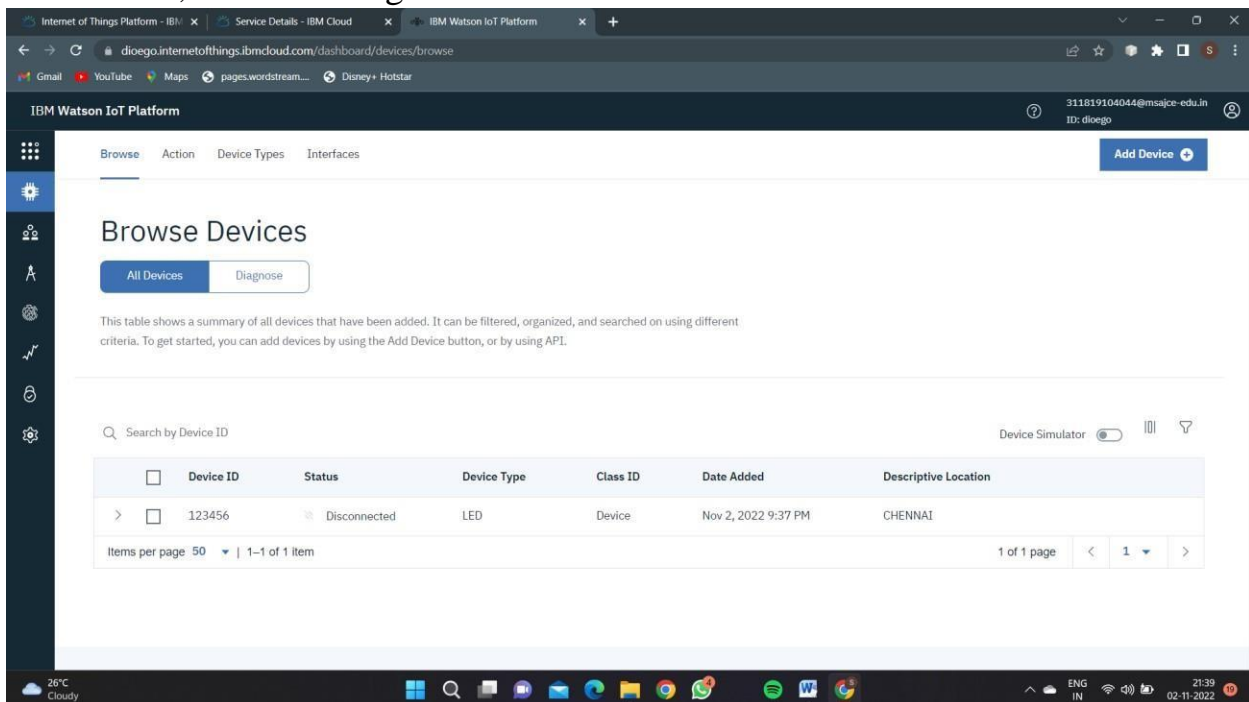 Internet of Things Platform - IBM
Service Details - IBM Cloud
IBM Watson IoT Platform
dioego.internetofthings.ibmcloud.com/dashboard/devices/browse
S
Gmail YouTube Maps pages.wordstream.... Disney+ Hotstar
IBM Watson IoT Platform
311819104044@msajce-edu.in
ID: dioego
Browse Action Device Types Interfaces
Add Device
Browse Devices
All Devices Diagnose
This table shows a summary of all devices that have been added. It can be filtered, organized, and searched on using different
criteria. To get started, you can add devices by using the Add Device button, or by using API.
Search by Device ID
Device Simulator
Device ID Status Device Type Class ID Date Added Descriptive Location
123456 Disconnected LED Device Nov 2, 2022 9:37 PM CHENNAI
Items per page 50 | 1–1 of 1 item
1 of 1 page 1
26°C
Cloudy
4
ENG
IN
21:39
02-11-2022
19